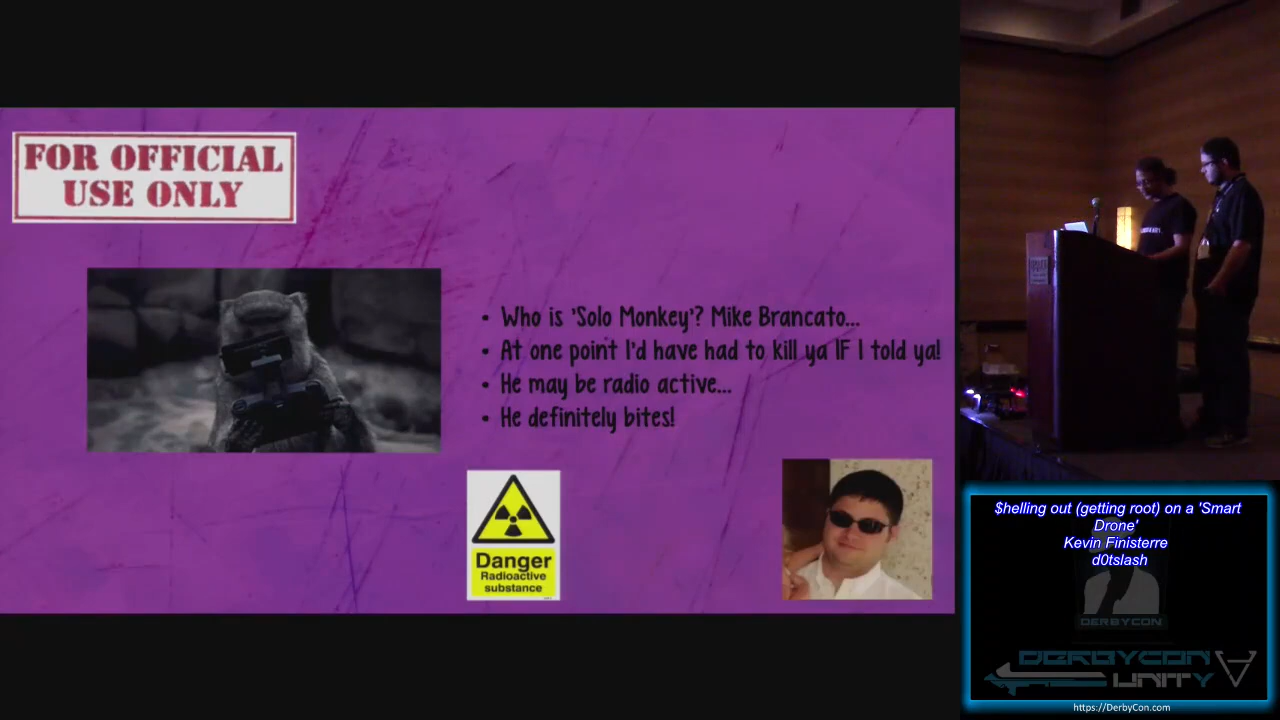 FOR OFFICIAL
USE ONLY
• Who is 'Solo Monkey'? Mike Brancato...
• At one point I'd have had to kill ya IF I told ya!
• He may be radio active...
• He definitely bites!
Danger
Radioactive
substance
$helling out (getting root) on a 'Smart
Drone'
Kevin Finisterre
d0tslash
DERBYCON
DERBYCON
UNITY
https://DerbyCon.com